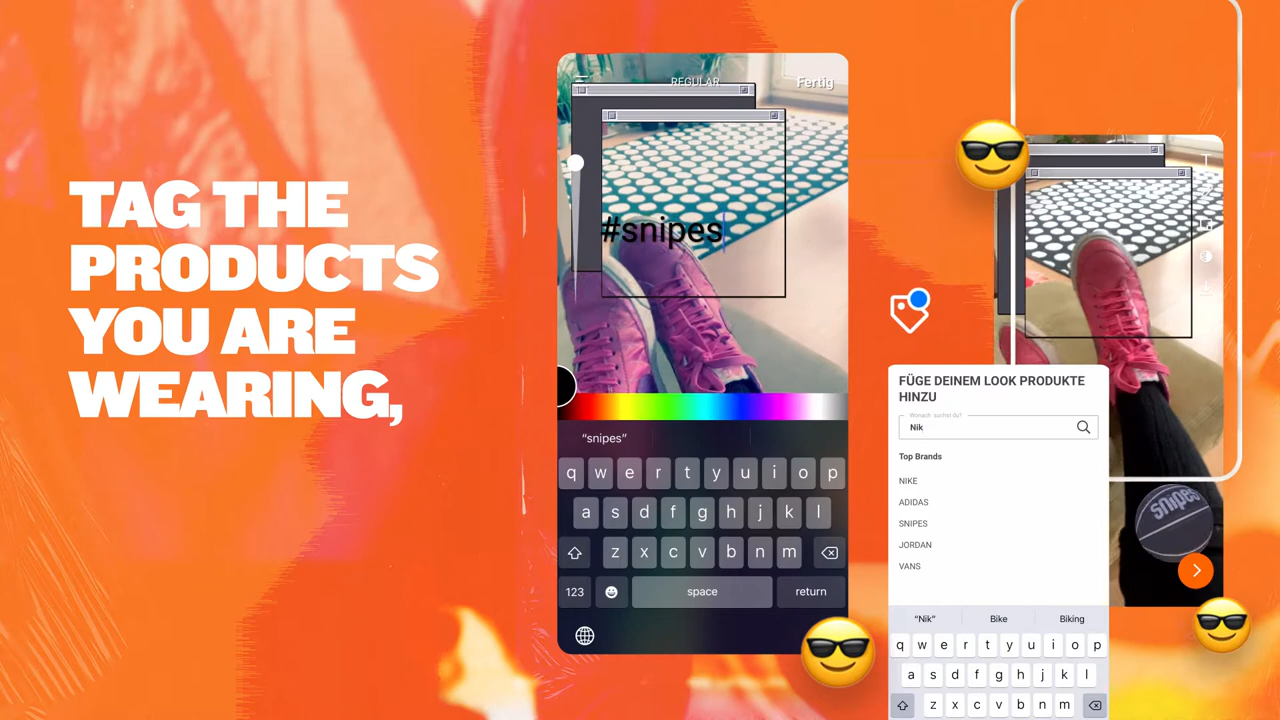 TAG THE
PRODUCTS
YOU ARE
WEARING,
REGULAR
Fertig
#snipes
“snipes”
q w e r t y u i o p
a s d f g h j k l
z x c v b n m
123 space return
FÜGE DEINEM LOOK PRODUKTE
HINZU
Wonach suchst du?
Nik
Top Brands
NIKE
ADIDAS
SNIPES
JORDAN
VANS
“Nik” Bike Biking
q w e r t y u i o p
a s d f g h j k l
z x c v b n m
snipes